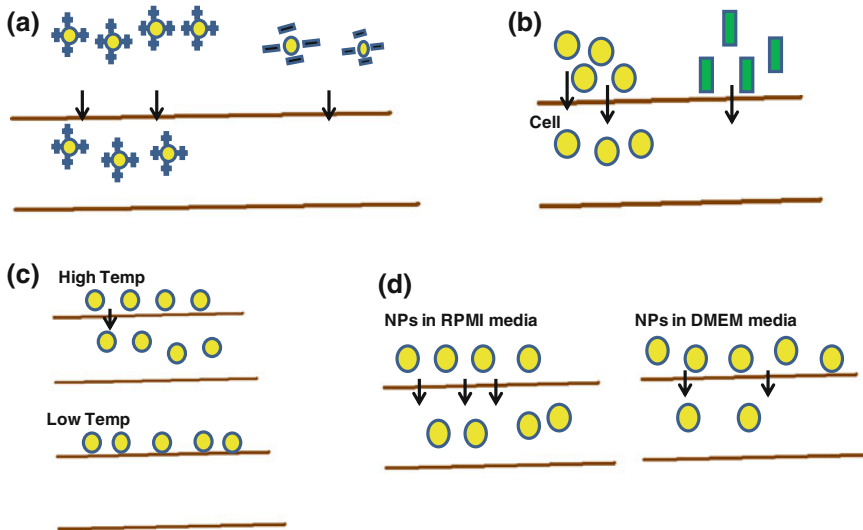 (a)
(b)
Cell
(c)
High Temp
Low Temp
(d)
NPs in RPMI media
NPs in DMEM media